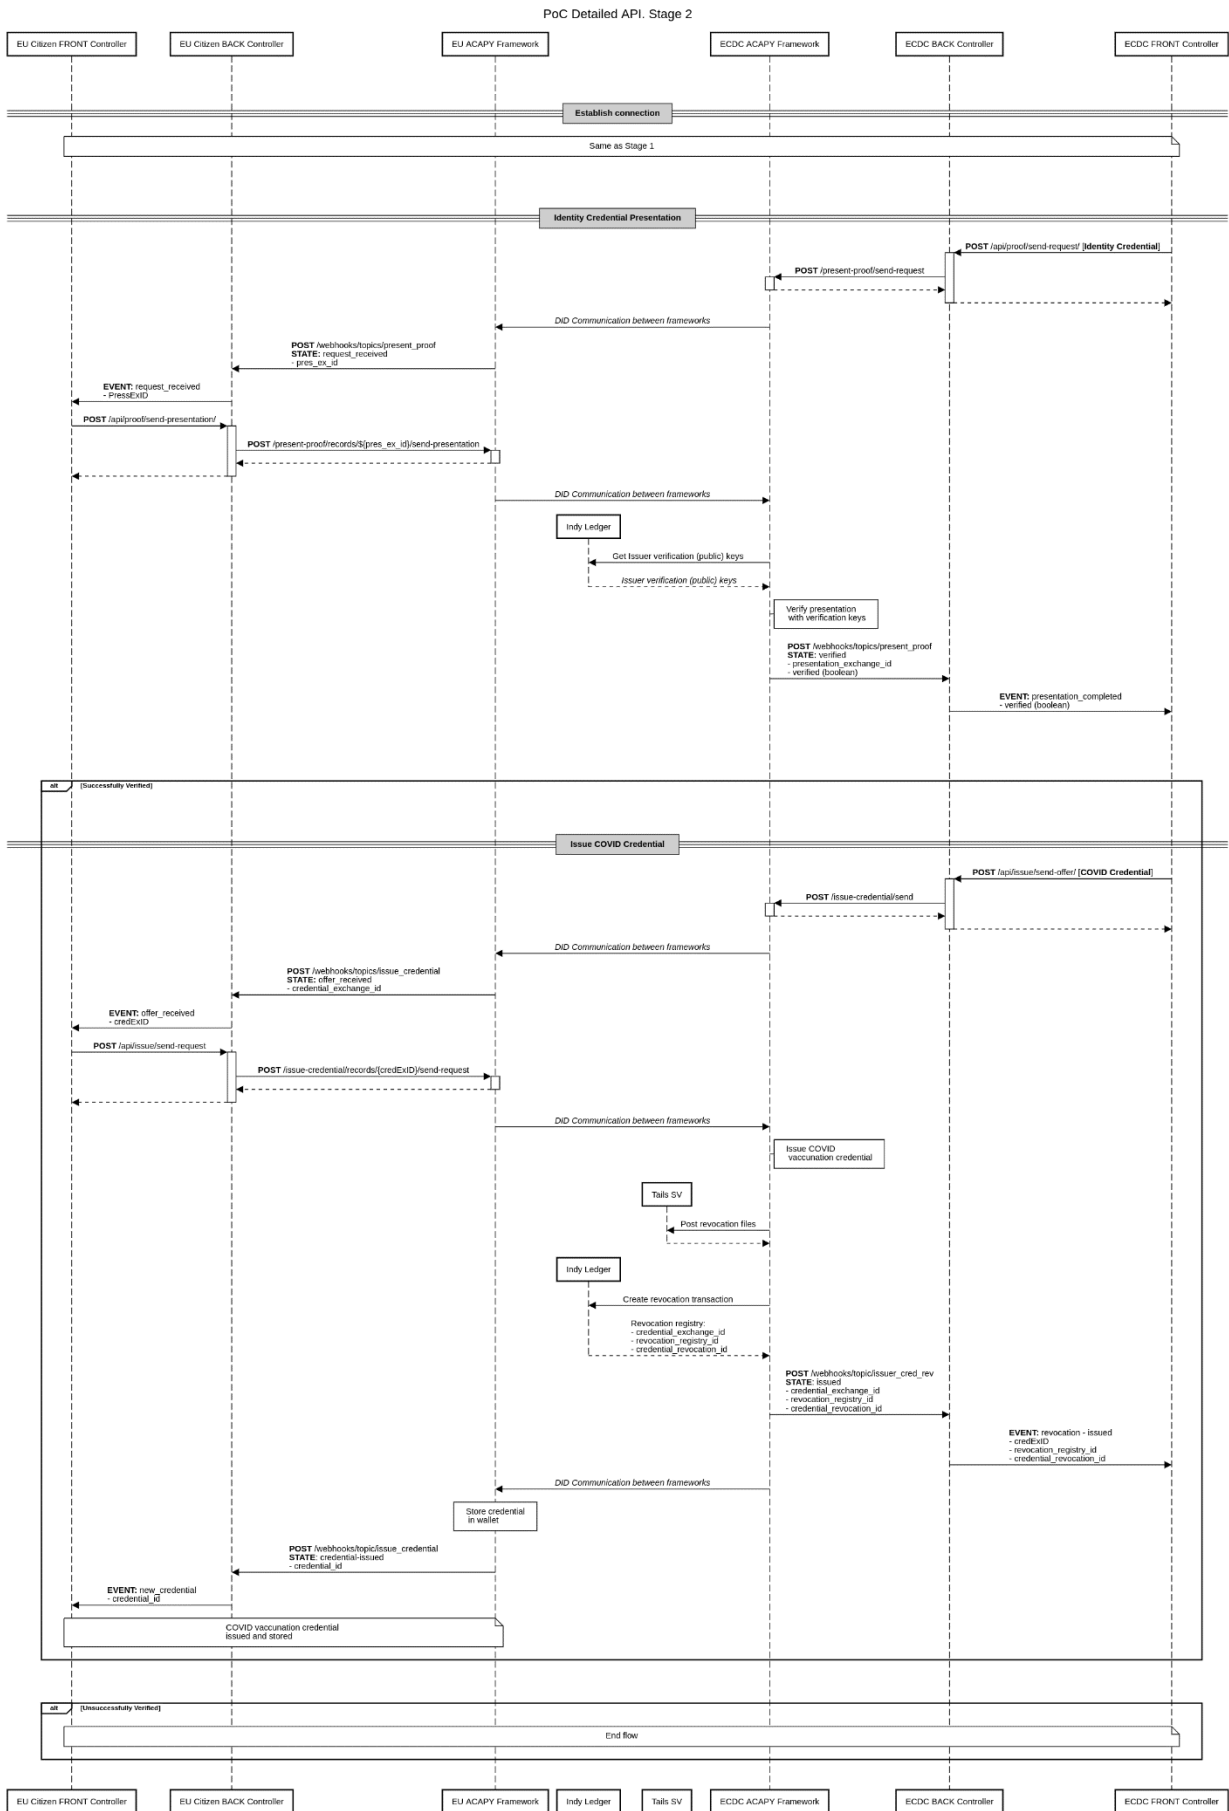 PoC Detailed API. Stage 2
EU Citizen FRONT Controller
EU Citizen BACK Controller
EU ACAPY Framework
ECDC ACAPY Framework
ECDC BACK Controller
ECDC FRONT Controller
Establish connection
Same as Stage 1
Identity Credential Presentation
POST /api/proof/send-request/ [Identity Credential]
POST /present-proof/send-request
DID Communication between frameworks
POST /webhooks/topics/present_proof
STATE: request_received
- pres_ex_id
EVENT: request_received
- PressExID
POST /api/proof/send-presentation/
POST /present-proof/records/${pres_ex_id}/send-presentation
DID Communication between frameworks
Indy Ledger
Get Issuer verification (public) keys
Issuer verification (public) keys
Verify presentation
with verification keys
POST /webhooks/topics/present_proof
STATE: verified
- presentation_exchange_id
- verified (boolean)
EVENT: presentation_completed
- verified (boolean)
alt
[Successfully Verified]
Issue COVID Credential
POST /api/issue/send-offer/ [COVID Credential]
POST /issue-credential/send
DID Communication between frameworks
POST /webhooks/topics/issue_credential
STATE: offer_received
- credential_exchange_id
EVENT: offer_received
- credExID
POST /api/issue/send-request
POST /issue-credential/records/{credExID}/send-request
DID Communication between frameworks
Issue COVID
vaccunation credential
Tails SV
Post revocation files
Indy Ledger
Create revocation transaction
Revocation registry:
- credential_exchange_id
- revocation_registry_id
- credential_revocation_id
POST /webhooks/topic/issuer_cred_rev
STATE: issued
- credential_exchange_id
- revocation_registry_id
- credential_revocation_id
EVENT: revocation - issued
- credExID
- revocation_registry_id
- credential_revocation_id
DID Communication between frameworks
Store credential
in wallet
POST /webhooks/topic/issue_credential
STATE: credential-issued
- credential_id
EVENT: new_credential
- credential_id
COVID vaccunation credential
issued and stored
alt
[Unsuccessfully Verified]
End flow
EU Citizen FRONT Controller
EU Citizen BACK Controller
EU ACAPY Framework
Indy Ledger
Tails SV
ECDC ACAPY Framework
ECDC BACK Controller
ECDC FRONT Controller